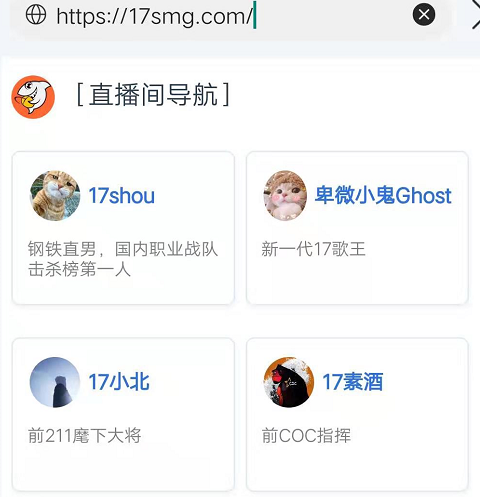 https://17smg.com/
[直播间导航]
17shou
卑微小鬼Ghost
钢铁直男，国内职业战队
击杀榜第一人
新一代17歌王
17小北
17素酒
前211麾下大将
前COC指挥